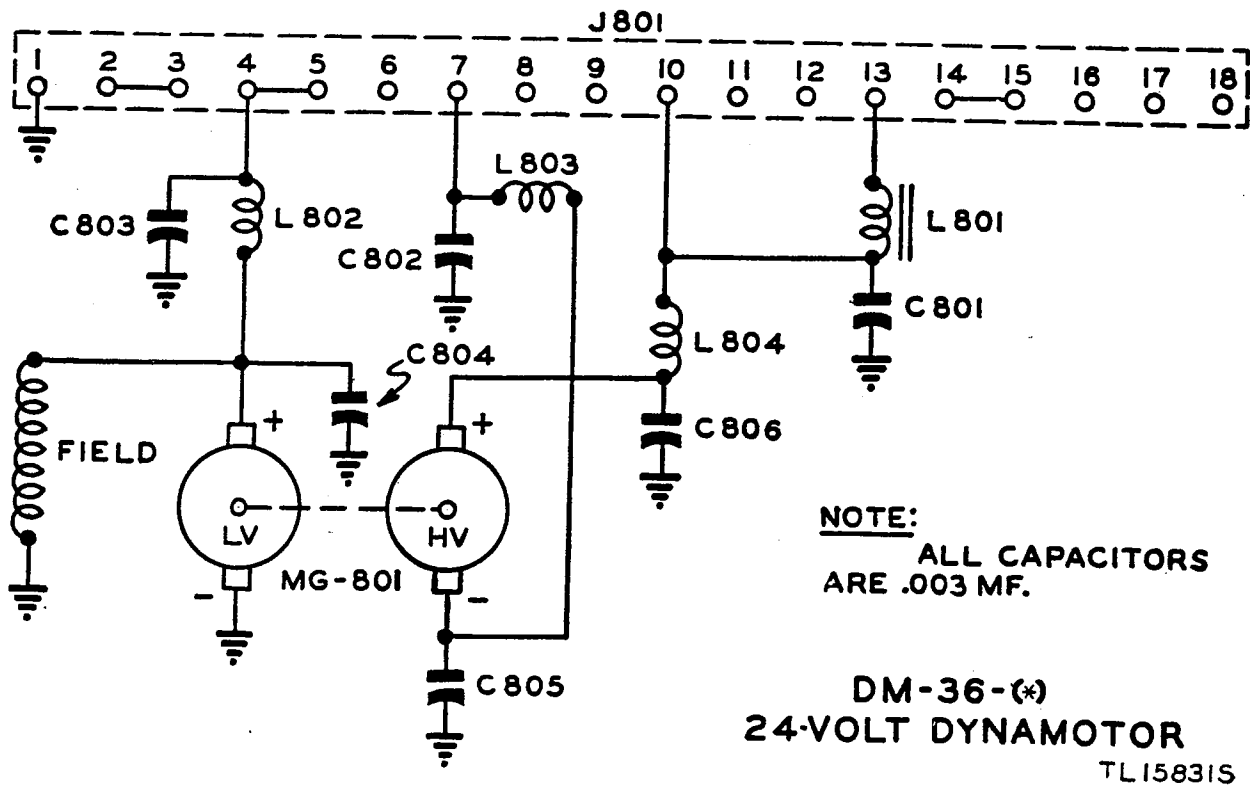 J801
1 2 3 4 5 6 7 8 9 10 11 12 13 14 15 16 17 18
L803
C803
L802
C802
L801
C801
L804
C804
+
+
C806
FIELD
LV
HV
NOTE:
ALL CAPACITORS
ARE .003 MF.
MG-801
-
-
C805
DM-36-(*)
24-VOLT DYNAMOTOR
TL15831S